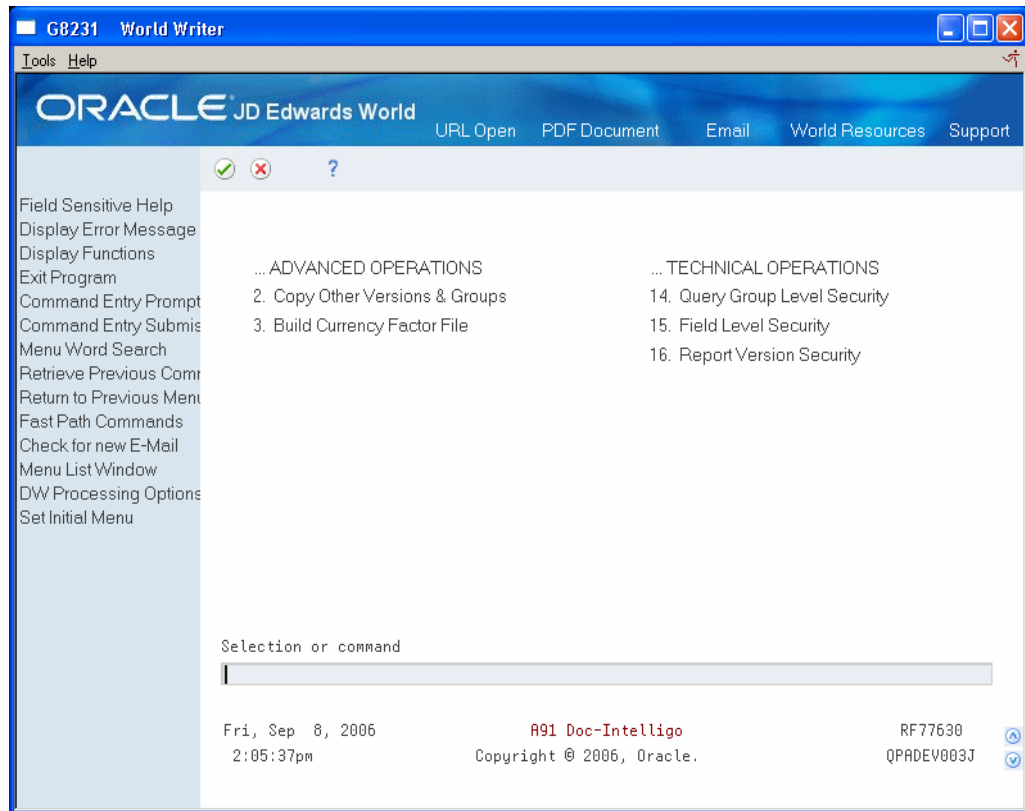 G8231 World Writer
Tools Help
ORACLE JD Edwards World
URL Open PDF Document Email World Resources Support
?
Field Sensitive Help
Display Error Message
Display Functions
Exit Program
Command Entry Prompt
Command Entry Submis
Menu Word Search
Retrieve Previous Comm
Return to Previous Menu
Fast Path Commands
Check for new E-Mail
Menu List Window
DW Processing Options
Set Initial Menu
... ADVANCED OPERATIONS
2. Copy Other Versions & Groups
3. Build Currency Factor File
... TECHNICAL OPERATIONS
14. Query Group Level Security
15. Field Level Security
16. Report Version Security
Selection or command
Fri, Sep 8, 2006 A91 Doc-Intelligo RF77630
2:05:37pm Copyright © 2006, Oracle. QPADEV003J